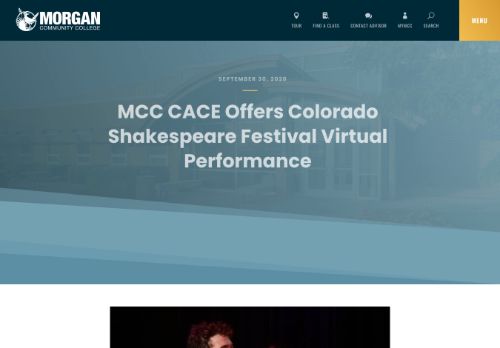 MORGAN
COMMUNITY COLLEGE
TOUR
FIND A CLASS
CONTACT ADVISOR
MYMCC
SEARCH
MENU
SEPTEMBER 30, 2020
MCC CACE Offers Colorado
Shakespeare Festival Virtual
Performance